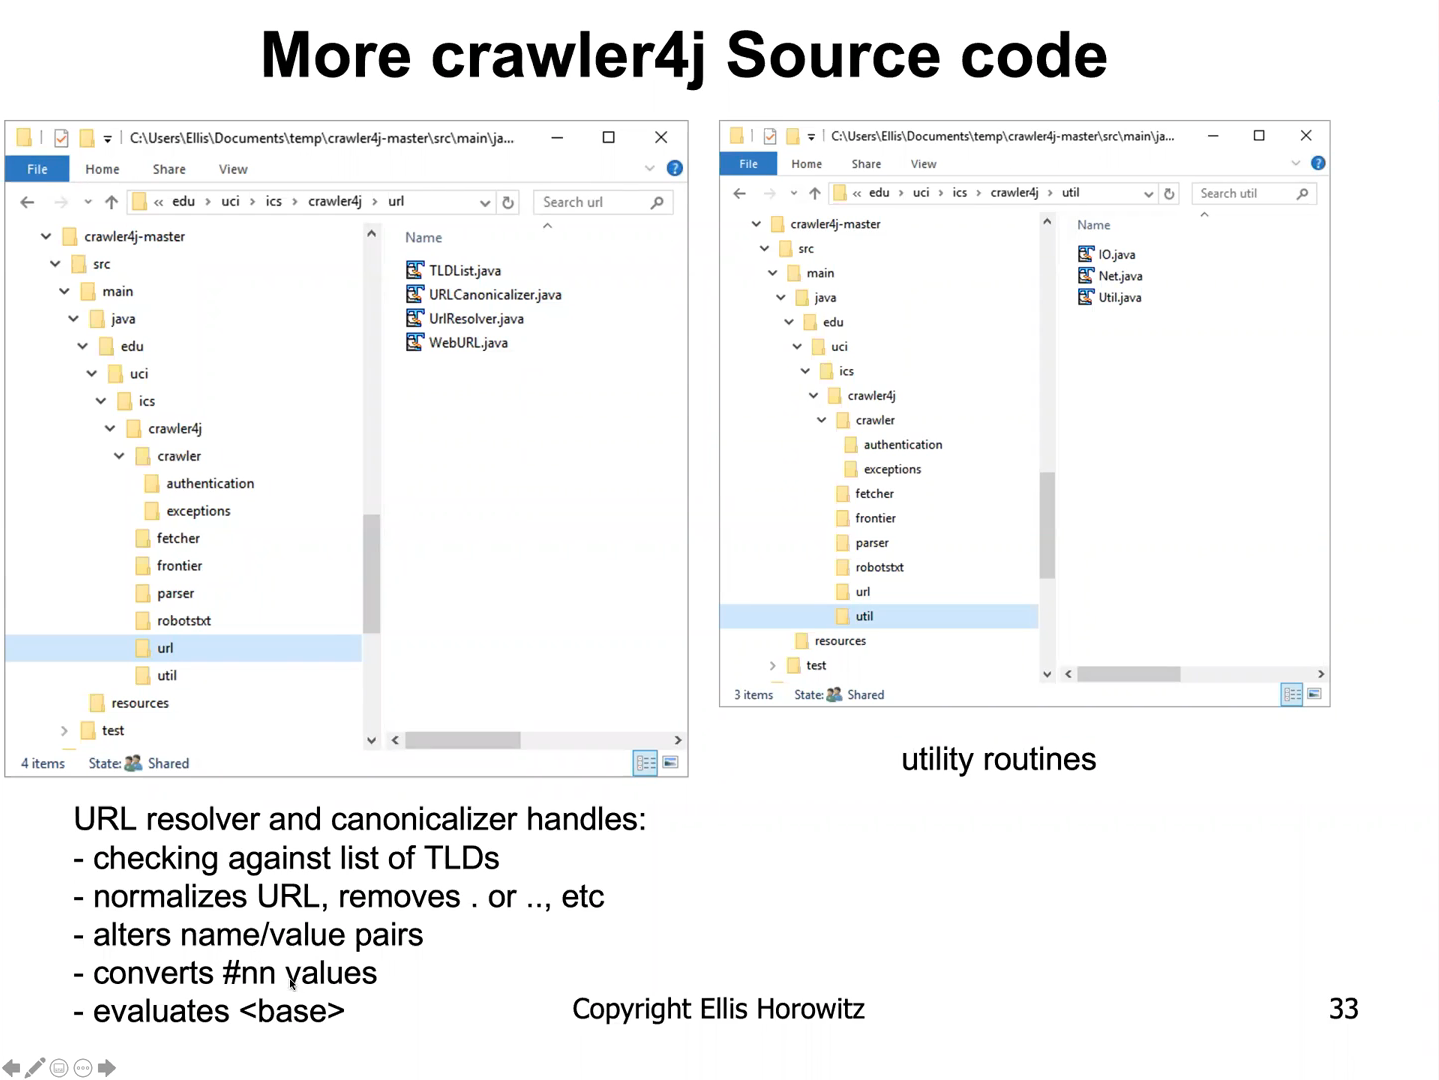 More crawler4j Source code
C:\Users\Ellis\Documents\temp\crawler4j-master\src\main\ja...
File Home Share View
« edu › uci › ics › crawler4j › url
Search url
crawler4j-master
src
main
java
edu
uci
ics
crawler4j
crawler
authentication
exceptions
fetcher
frontier
parser
robotstxt
url
util
resources
test
Name
TLDList.java
URLCanonicalizer.java
UrlResolver.java
WebURL.java
4 items State: Shared
C:\Users\Ellis\Documents\temp\crawler4j-master\src\main\ja...
File Home Share View
« edu › uci › ics › crawler4j › util
Search util
crawler4j-master
src
main
java
edu
uci
ics
crawler4j
crawler
authentication
exceptions
fetcher
frontier
parser
robotstxt
url
util
resources
test
Name
IO.java
Net.java
Util.java
3 items State: Shared
utility routines
URL resolver and canonicalizer handles:
- checking against list of TLDs
- normalizes URL, removes . or .., etc
- alters name/value pairs
- converts #nn values
- evaluates <base>
Copyright Ellis Horowitz
33